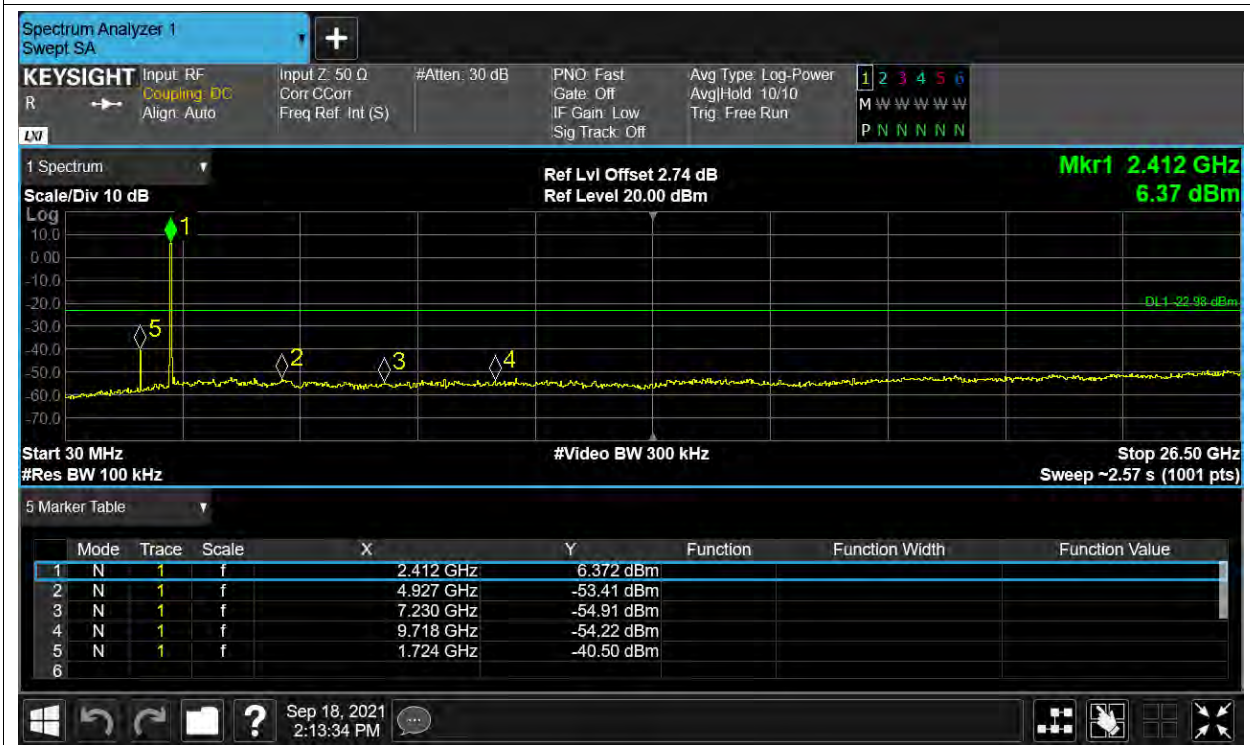 Spectrum Analyzer 1
Swept SA
+
KEYSIGHT Input: RF Input Z: 50 Ω #Atten: 30 dB PNO: Fast Avg Type: Log-Power 1 2 3 4 5 6
R Coupling: DC Corr CCorr Gate: Off Avg|Hold: 10/10 M W W W W W
Align: Auto Freq Ref: Int (S) IF Gain: Low Trig: Free Run
LXI Sig Track: Off P N N N N N
1 Spectrum Ref Lvl Offset 2.74 dB Mkr1 2.412 GHz
Scale/Div 10 dB Ref Level 20.00 dBm 6.37 dBm
Log
10.0 1
0.00
-10.0
-20.0 DL1 -22.98 dBm
-30.0 5
-40.0 2 3 4
-50.0
-60.0
-70.0
Start 30 MHz #Video BW 300 kHz Stop 26.50 GHz
#Res BW 100 kHz Sweep ~2.57 s (1001 pts)
5 Marker Table
Mode Trace Scale X Y Function Function Width Function Value
1 N 1 f 2.412 GHz 6.372 dBm
2 N 1 f 4.927 GHz -53.41 dBm
3 N 1 f 7.230 GHz -54.91 dBm
4 N 1 f 9.718 GHz -54.22 dBm
5 N 1 f 1.724 GHz -40.50 dBm
6
? Sep 18, 2021
2:13:34 PM